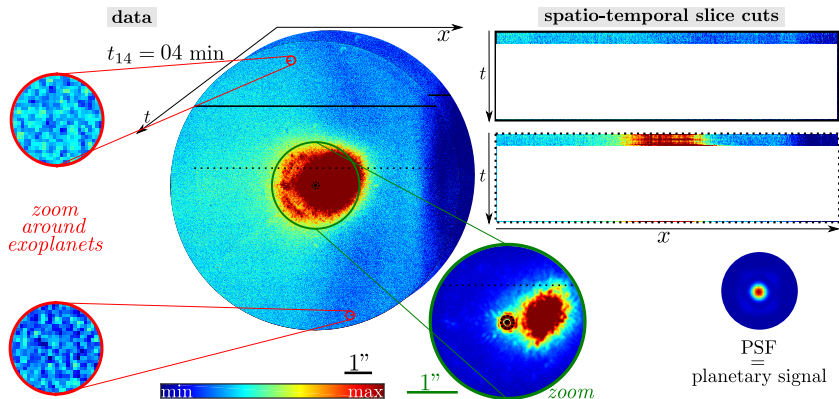 data
spatio-temporal slice cuts
x
t₁₄ = 04 min
t
t
t
x
zoom
around
exoplanets
1"
min
max
1"
zoom
PSF
=
planetary signal